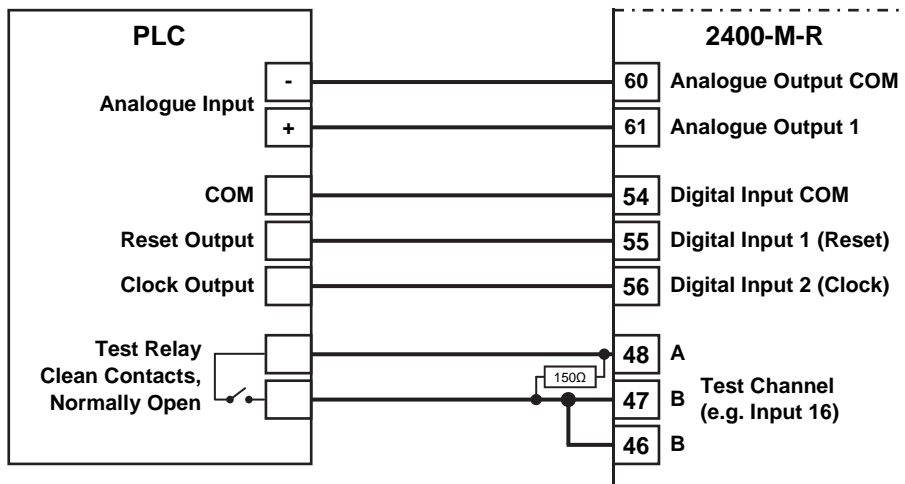 PLC
2400-M-R
Analogue Input
-
60
Analogue Output COM
+
61
Analogue Output 1
COM
54
Digital Input COM
Reset Output
55
Digital Input 1 (Reset)
Clock Output
56
Digital Input 2 (Clock)
Test Relay
Clean Contacts,
Normally Open
150Ω
48
A
47
B
46
B
Test Channel
(e.g. Input 16)